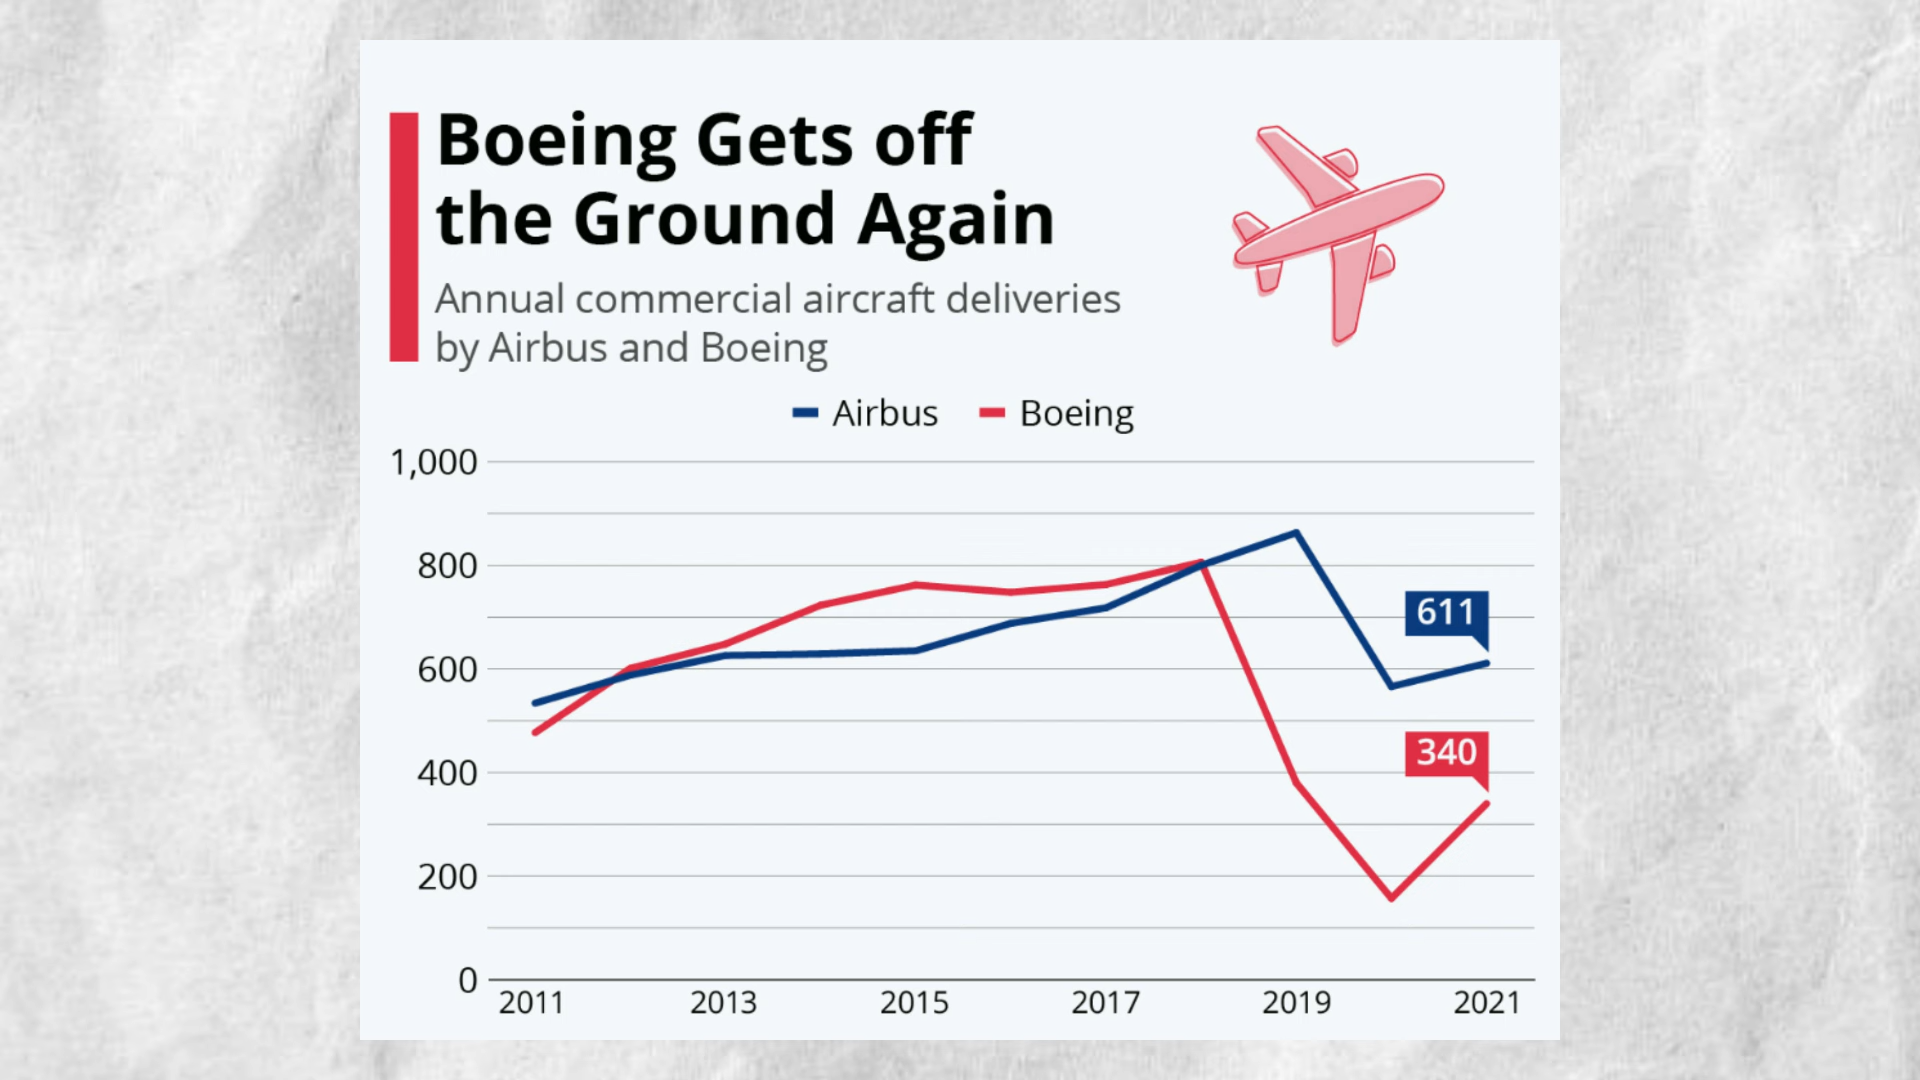 Boeing Gets off
the Ground Again
Annual commercial aircraft deliveries
by Airbus and Boeing
Airbus Boeing
1,000
800
611
600
340
400
200
0
2011 2013 2015 2017 2019 2021